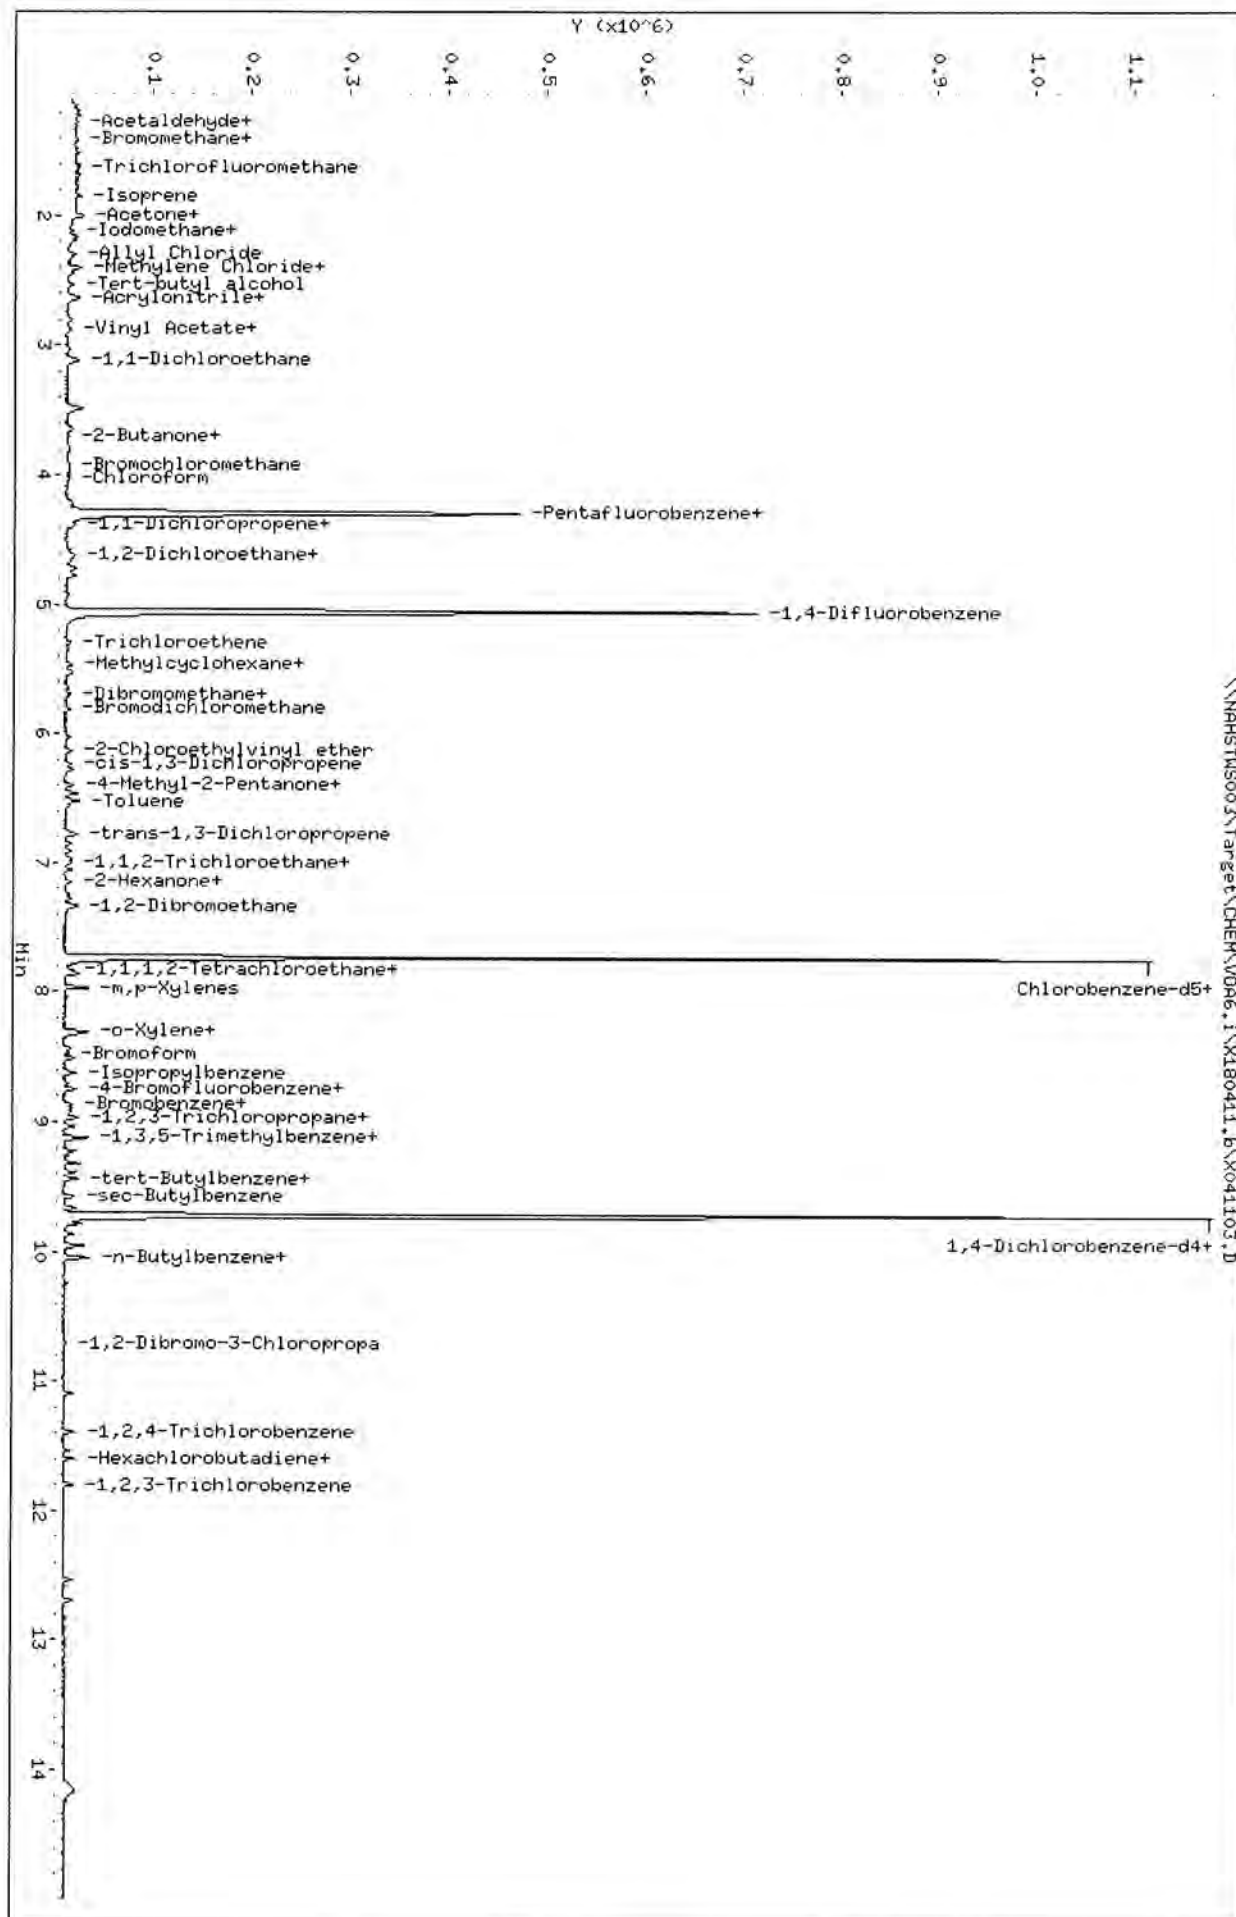 \\NAHSTWS003\Target\CHEM\VOA6.i\X180411.b\X041103.D
Y (x10^6)
0.1-
0.2-
0.3-
0.4-
0.5-
0.6-
0.7-
0.8-
0.9-
1.0-
1.1-
-Acetaldehyde+
-Bromomethane+
-Trichlorofluoromethane
-Isoprene
2-
-Acetone+
-Iodomethane+
-Allyl Chloride
-Methylene Chloride+
-Tert-butyl alcohol
-Acrylonitrile+
-Vinyl Acetate+
3-
-1,1-Dichloroethane
-2-Butanone+
-Bromochloromethane
4-
-Chloroform
-Pentafluorobenzene+
-1,1-Dichloropropene+
-1,2-Dichloroethane+
5-
-1,4-Difluorobenzene
-Trichloroethene
-Methylcyclohexane+
-Dibromomethane+
-Bromodichloromethane
6-
-2-Chloroethylvinyl ether
-cis-1,3-Dichloropropene
-4-Methyl-2-Pentanone+
-Toluene
-trans-1,3-Dichloropropene
7-
-1,1,2-Trichloroethane+
-2-Hexanone+
-1,2-Dibromoethane
Min
-1,1,1,2-Tetrachloroethane+
8-
-m,p-Xylenes
Chlorobenzene-d5+
-o-Xylene+
-Bromoform
-Isopropylbenzene
-4-Bromofluorobenzene+
-Bromobenzene+
9-
-1,2,3-Trichloropropane+
-1,3,5-Trimethylbenzene+
-tert-Butylbenzene+
-sec-Butylbenzene
1,4-Dichlorobenzene-d4+
10-
-n-Butylbenzene+
-1,2-Dibromo-3-Chloropropa
11-
-1,2,4-Trichlorobenzene
-Hexachlorobutadiene+
-1,2,3-Trichlorobenzene
12-
13-
14-